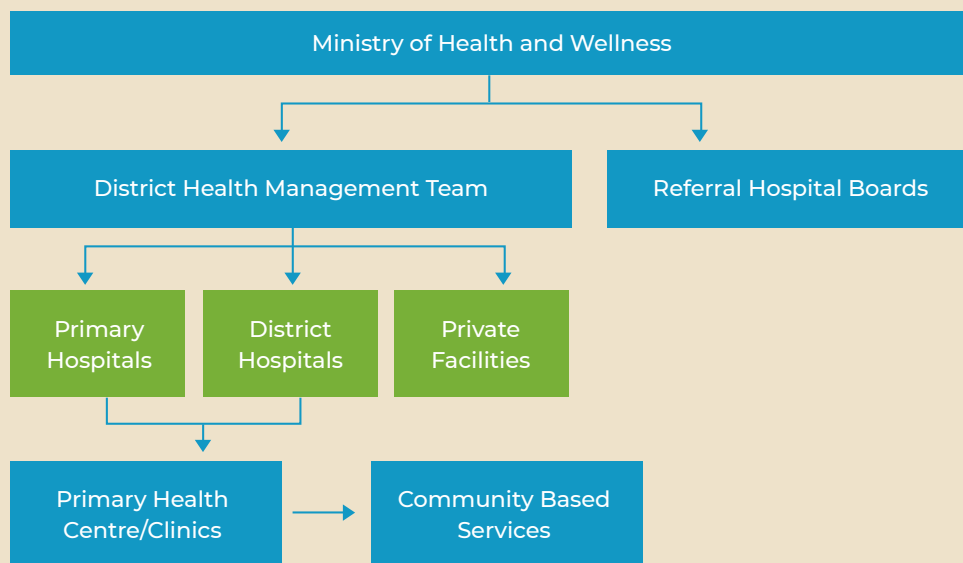 Ministry of Health and Wellness
District Health Management Team
Referral Hospital Boards
Primary
Hospitals
District
Hospitals
Private
Facilities
Primary Health
Centre/Clinics
Community Based
Services